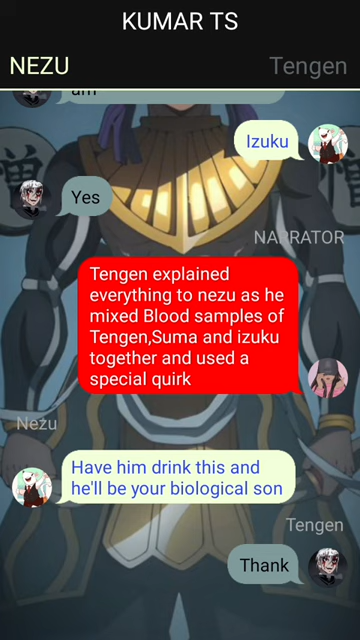 KUMAR TS
NEZU
Tengen
am
Izuku
Yes
NARRATOR
Tengen explained
everything to nezu as he
mixed Blood samples of
Tengen,Suma and izuku
together and used a
special quirk
Nezu
Have him drink this and
he'll be your biological son
Tengen
Thank